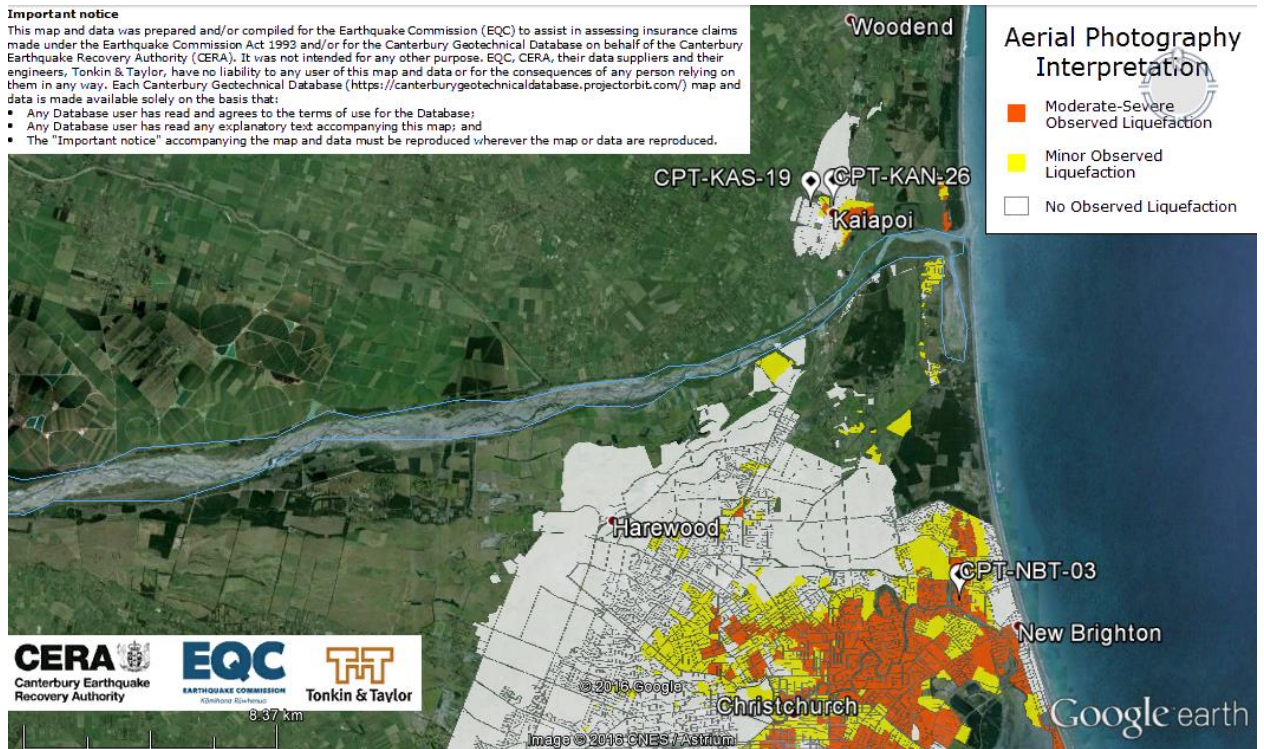 Important notice
This map and data was prepared and/or compiled for the Earthquake Commission (EQC) to assist in assessing insurance claims
made under the Earthquake Commission Act 1993 and/or for the Canterbury Geotechnical Database on behalf of the Canterbury
Earthquake Recovery Authority (CERA). It was not intended for any other purpose. EQC, CERA, their data suppliers and their
engineers, Tonkin & Taylor, have no liability to any user of this map and data or for the consequences of any person relying on
them in any way. Each Canterbury Geotechnical Database (https://canterburygeotechnicaldatabase.projectorbit.com/) map and
data is made available solely on the basis that:
• Any Database user has read and agrees to the terms of use for the Database;
• Any Database user has read any explanatory text accompanying this map; and
• The "Important notice" accompanying the map and data must be reproduced wherever the map or data are reproduced.
Woodend
Aerial Photography
Interpretation
Moderate-Severe
Observed Liquefaction
Minor Observed
Liquefaction
No Observed Liquefaction
CPT-KAS-19
CPT-KAN-26
Kaiapoi
Harewood
CPT-NBT-03
New Brighton
Christchurch
CERA
Canterbury Earthquake
Recovery Authority
EQC
EARTHQUAKE COMMISSION
Kōmihana Rūwhenua
T+T
Tonkin & Taylor
8.37 km
© 2016 Google
Image © 2016 CNES / Astrium
Google earth